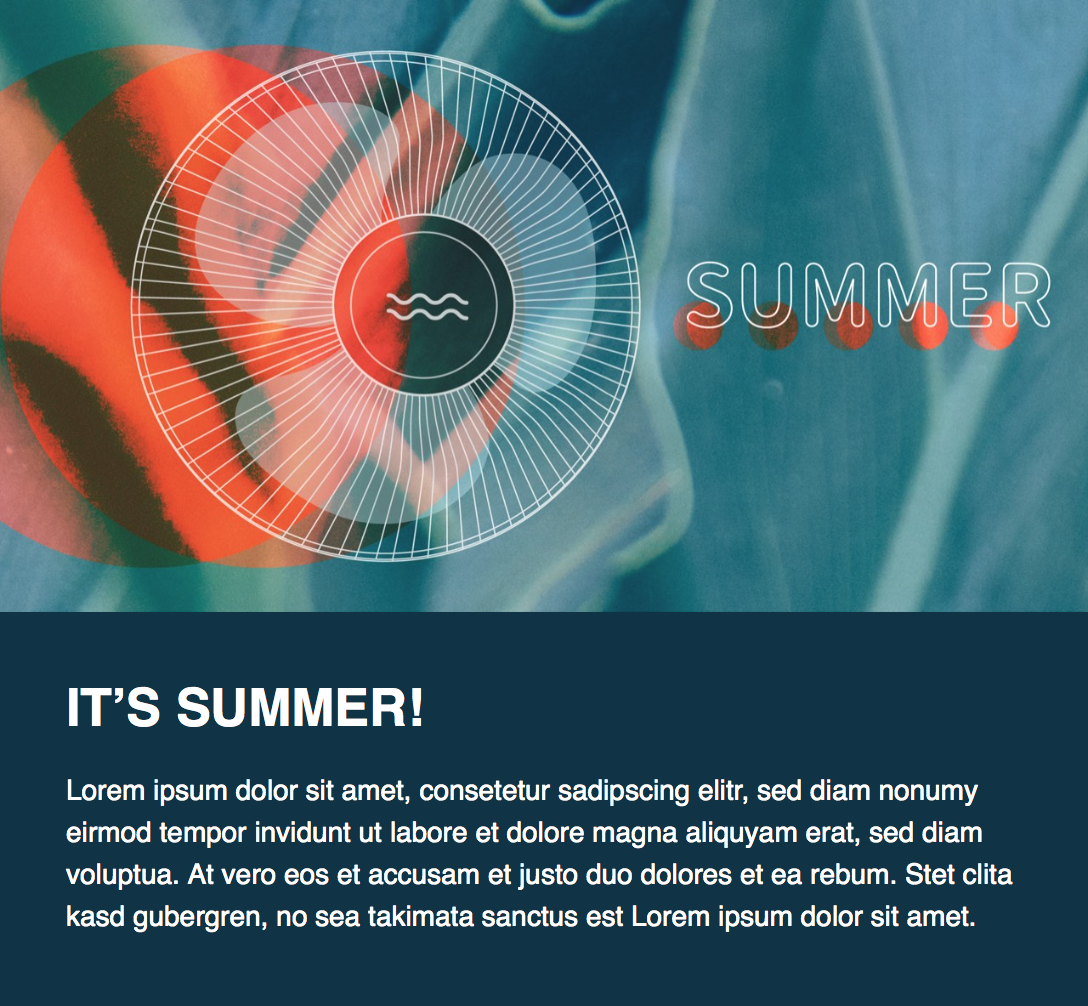 SUMMER
IT’S SUMMER!
Lorem ipsum dolor sit amet, consetetur sadipscing elitr, sed diam nonumy
eirmod tempor invidunt ut labore et dolore magna aliquyam erat, sed diam
voluptua. At vero eos et accusam et justo duo dolores et ea rebum. Stet clita
kasd gubergren, no sea takimata sanctus est Lorem ipsum dolor sit amet.